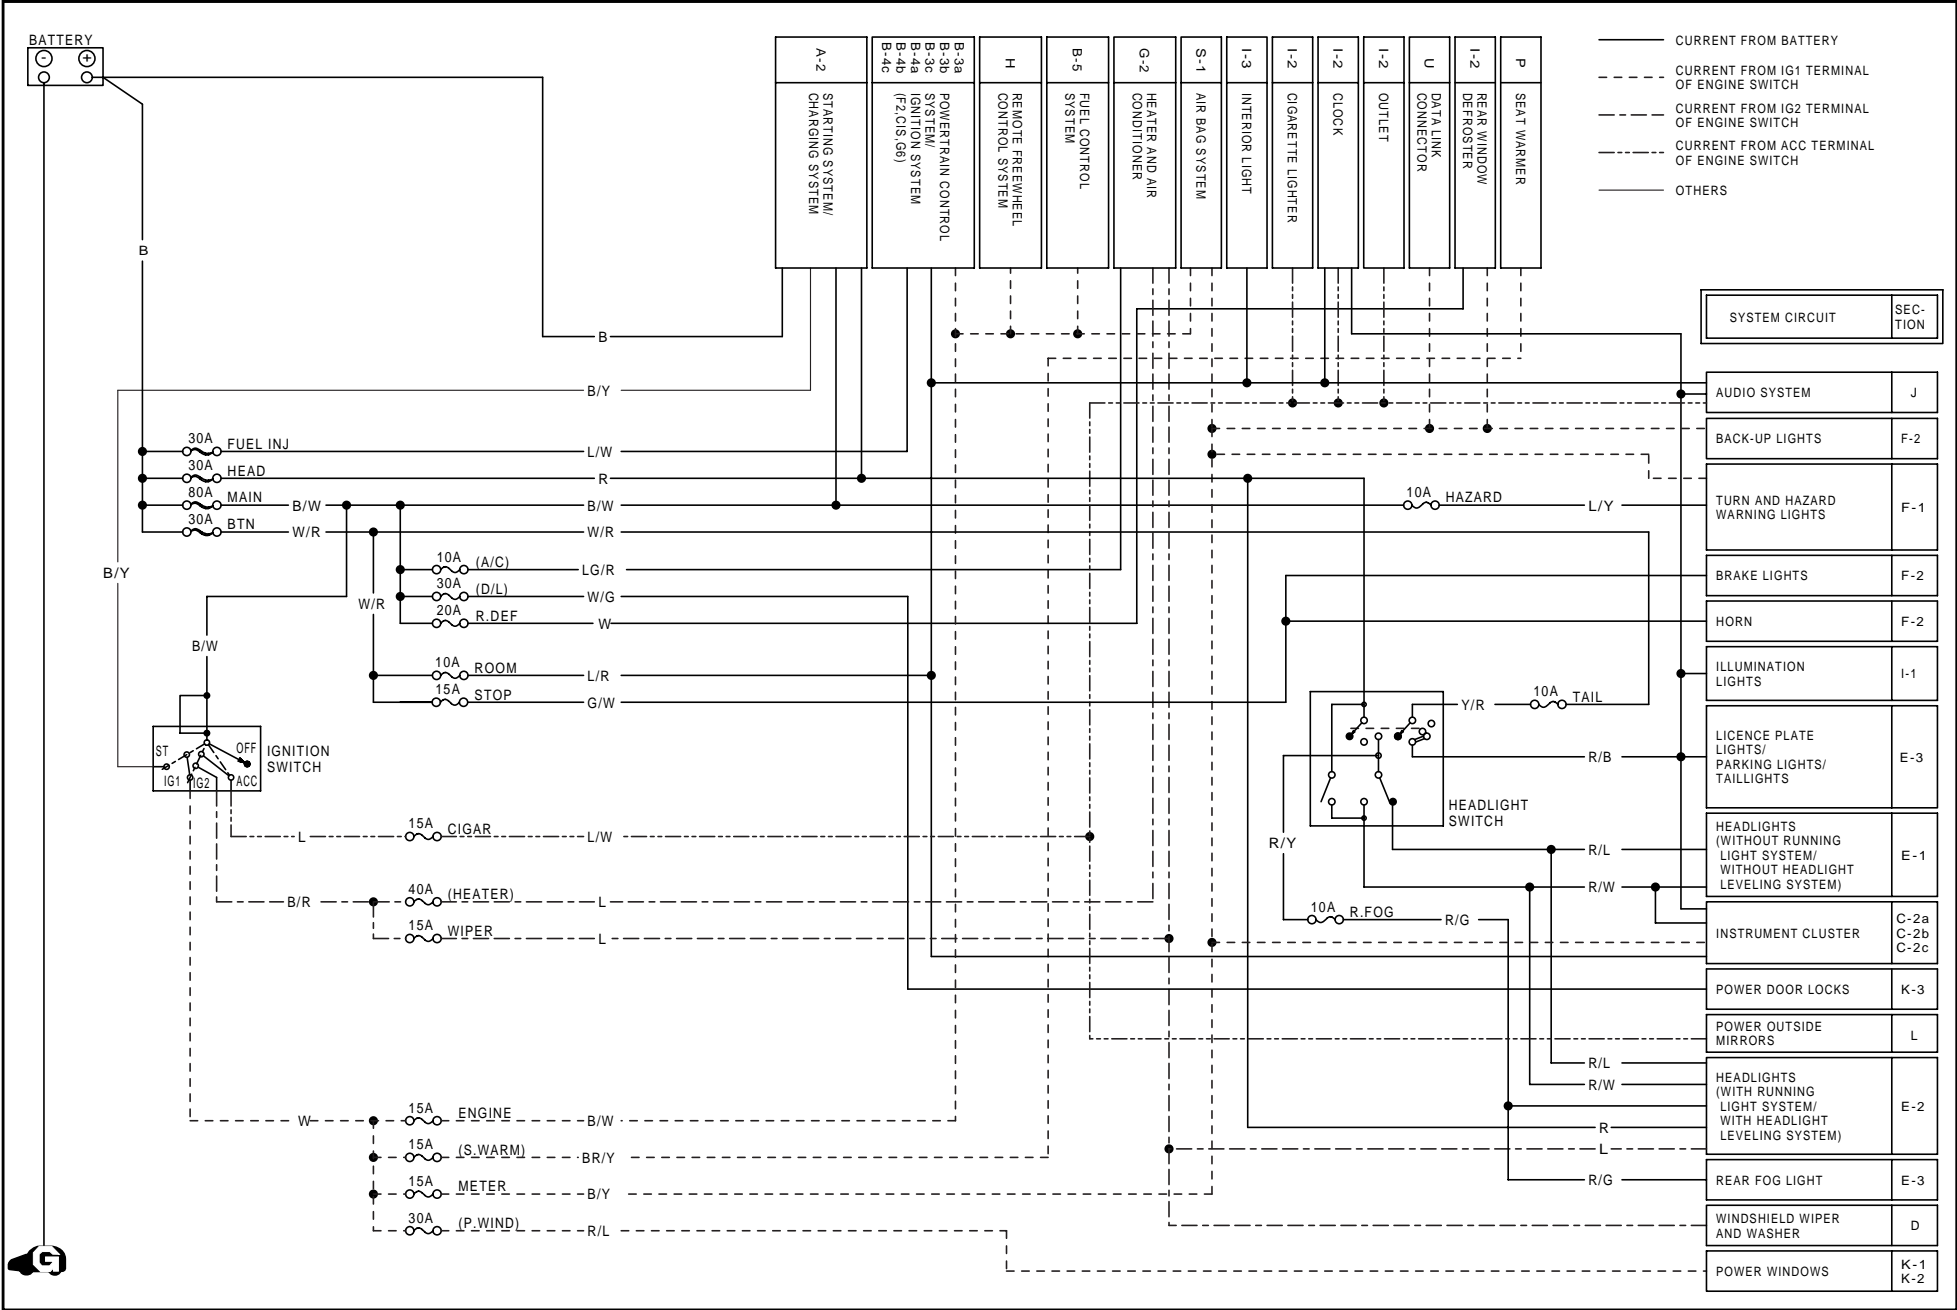 BATTERY
-
+
B
B
B/Y
B/Y
A-2
STARTING SYSTEM/
CHARGING SYSTEM
B-3a
B-3b
B-3c
B-4a
B-4b
B-4c
POWERTRAIN CONTROL
SYSTEM/
IGNITION SYSTEM
(F2,CIS,G6)
H
REMOTE FREEWHEEL
CONTROL SYSTEM
B-5
FUEL CONTROL
SYSTEM
G-2
HEATER AND AIR
CONDITIONER
S-1
AIR BAG SYSTEM
I-3
INTERIOR LIGHT
I-2
CIGARETTE LIGHTER
I-2
CLOCK
I-2
OUTLET
U
DATA LINK
CONNECTOR
I-2
REAR WINDOW
DEFROSTER
P
SEAT WARMER
CURRENT FROM BATTERY
CURRENT FROM IG1 TERMINAL
OF ENGINE SWITCH
CURRENT FROM IG2 TERMINAL
OF ENGINE SWITCH
CURRENT FROM ACC TERMINAL
OF ENGINE SWITCH
OTHERS
30A FUEL INJ L/W
30A HEAD R
80A MAIN B/W B/W
10A HAZARD L/Y
30A BTN W/R W/R
10A (A/C) LG/R
30A (D/L) W/G
20A R.DEF W
W/R
10A ROOM L/R
15A STOP G/W
B/W
ST
OFF
IG1
IG2
ACC
IGNITION
SWITCH
L 15A CIGAR L/W
B/R 40A (HEATER) L
15A WIPER L
W 15A ENGINE B/W
15A (S.WARM) BR/Y
15A METER B/Y
30A (P.WIND) R/L
Y/R 10A TAIL
R/B
HEADLIGHT
SWITCH
R/Y
R/L
R/W
10A R.FOG R/G
R/L
R/W
R
L
R/G
SYSTEM CIRCUIT
SEC-
TION
AUDIO SYSTEM J
BACK-UP LIGHTS F-2
TURN AND HAZARD
WARNING LIGHTS
F-1
BRAKE LIGHTS F-2
HORN F-2
ILLUMINATION
LIGHTS
I-1
LICENCE PLATE
LIGHTS/
PARKING LIGHTS/
TAILLIGHTS
E-3
HEADLIGHTS
(WITHOUT RUNNING
LIGHT SYSTEM/
WITHOUT HEADLIGHT
LEVELING SYSTEM)
E-1
INSTRUMENT CLUSTER
C-2a
C-2b
C-2c
POWER DOOR LOCKS K-3
POWER OUTSIDE
MIRRORS
L
HEADLIGHTS
(WITH RUNNING
LIGHT SYSTEM/
WITH HEADLIGHT
LEVELING SYSTEM)
E-2
REAR FOG LIGHT E-3
WINDSHIELD WIPER
AND WASHER
D
POWER WINDOWS
K-1
K-2
G